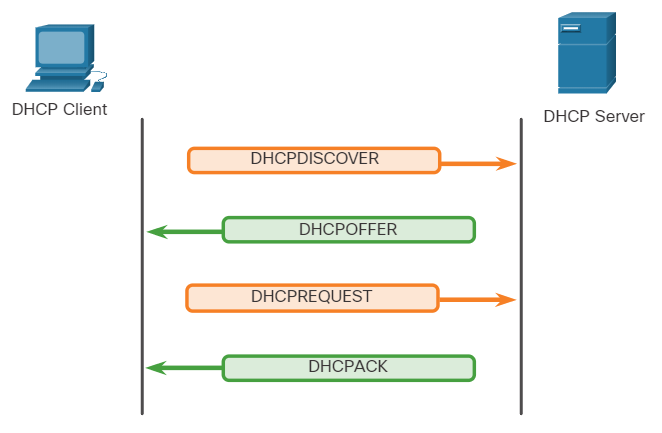 DHCP Client
DHCP Server
DHCPDISCOVER
DHCPOFFER
DHCPREQUEST
DHCPACK